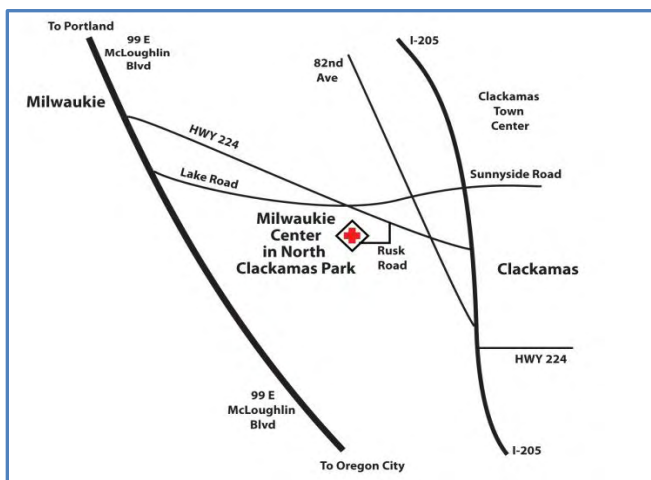 To Portland
99 E
McLoughlin
Blvd
I-205
82nd
Ave
Milwaukie
Clackamas
Town
Center
HWY 224
Lake Road
Sunnyside Road
Milwaukie
Center
in North
Clackamas Park
Rusk
Road
Clackamas
HWY 224
99 E
McLoughlin
Blvd
I-205
To Oregon City